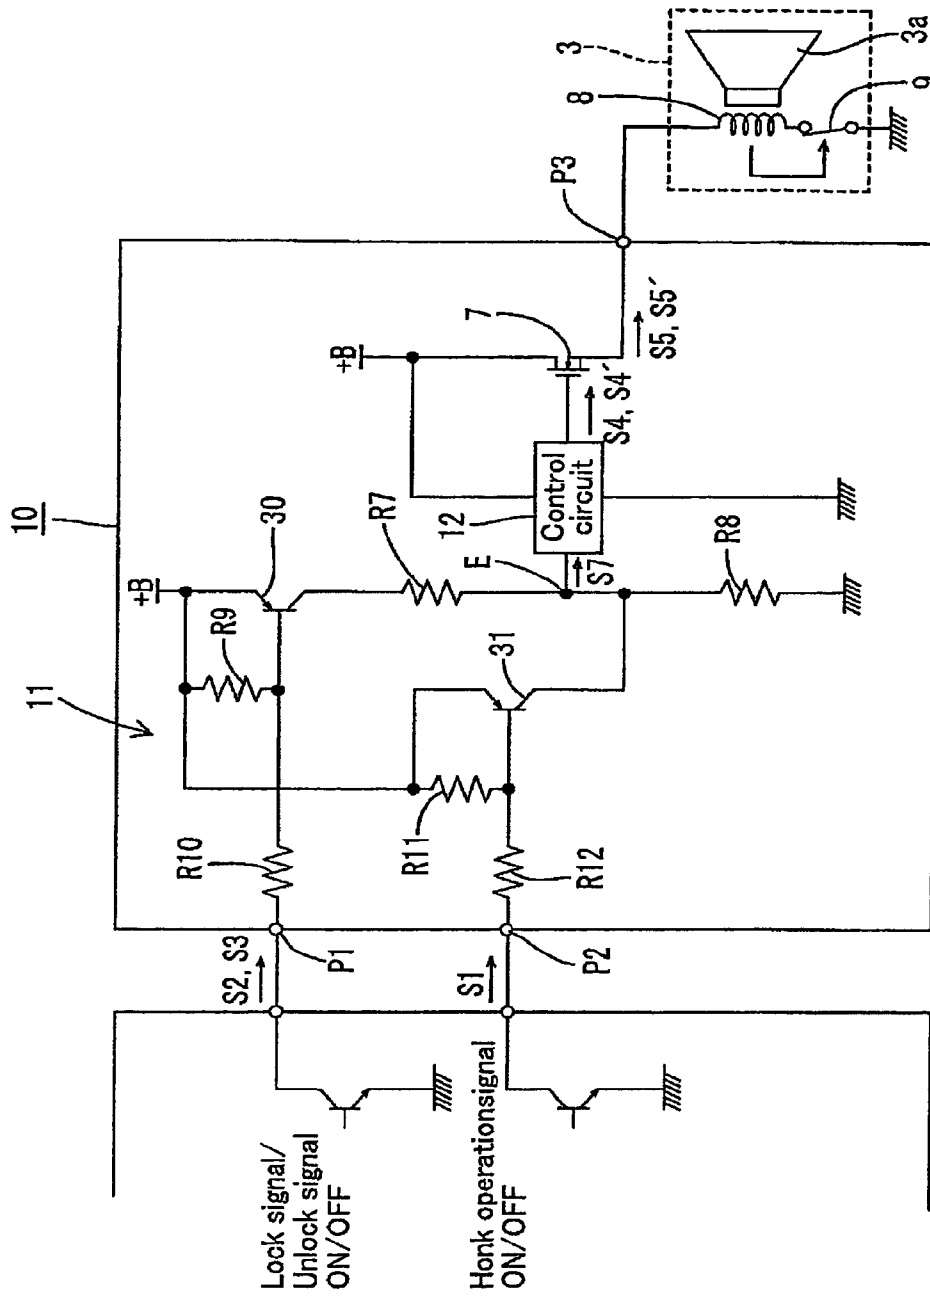 10
11
+B
30
R9
R10
S2, S3
P1
Lock signal/
Unlock signal
ON/OFF
R7
E
+B
7
12
Control
circuit
S7
S4, S4´
S5, S5´
P3
3
8
3a
9
R11
31
R12
R8
P2
S1
Honk operationsignal
ON/OFF